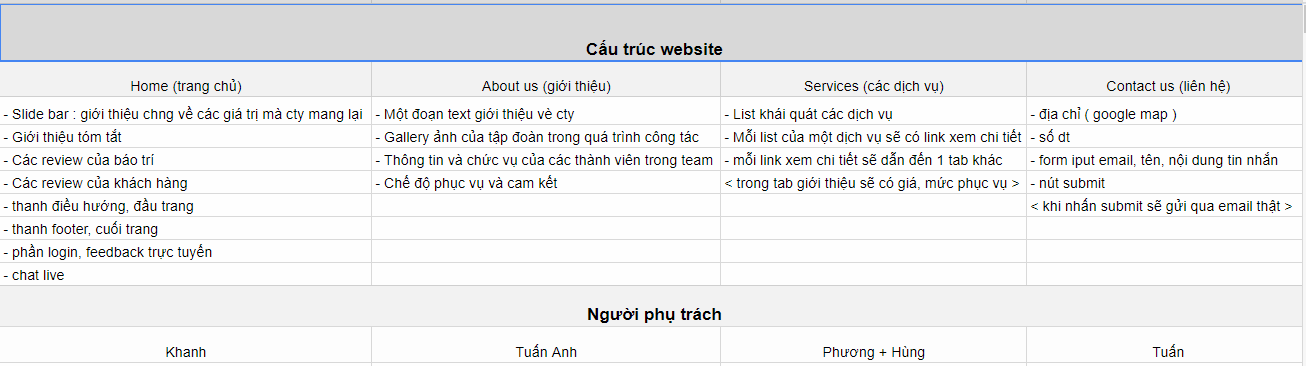 Cấu trúc website
Home (trang chủ) About us (giới thiệu) Services (các dịch vụ) Contact us (liên hệ)
- Slide bar : giới thiệu chng về các giá trị mà cty mang lại - Một đoạn text giới thiệu vè cty - List khái quát các dịch vụ - địa chỉ ( google map )
- Giới thiệu tóm tắt - Gallery ảnh của tập đoàn trong quá trình công tác - Mỗi list của một dịch vụ sẽ có link xem chi tiết - số dt
- Các review của báo trí - Thông tin và chức vụ của các thành viên trong team - mỗi link xem chi tiết sẽ dẫn đến 1 tab khác - form iput email, tên, nội dung tin nhắn
- Các review của khách hàng - Chế độ phục vụ và cam kết < trong tab giới thiệu sẽ có giá, mức phục vụ > - nút submit
- thanh điều hướng, đầu trang < khi nhấn submit sẽ gửi qua email thật >
- thanh footer, cuối trang
- phần login, feedback trực tuyến
- chat live
Người phụ trách
Khanh Tuấn Anh Phương + Hùng Tuấn